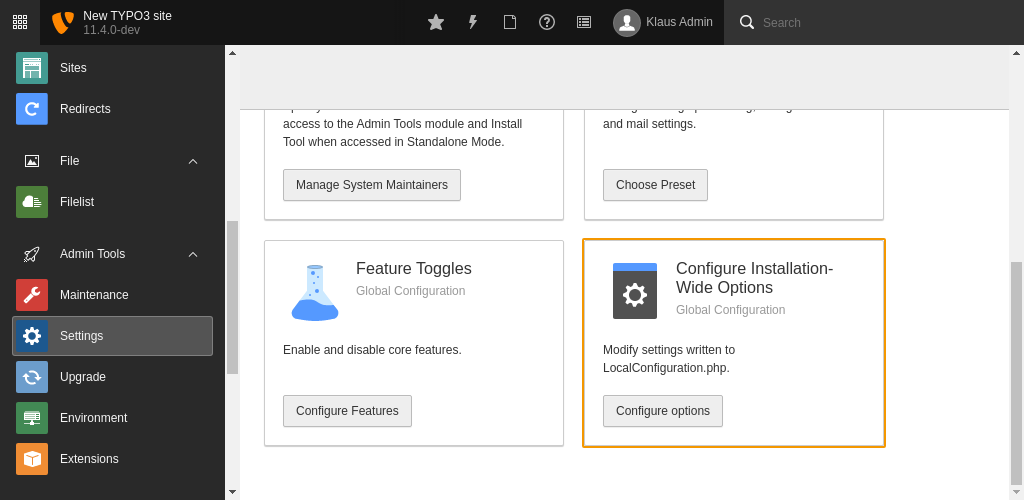 New TYPO3 site
11.4.0-dev
Klaus Admin
Search
Sites
Redirects
File
Filelist
Admin Tools
Maintenance
Settings
Upgrade
Environment
Extensions
access to the Admin Tools module and Install
Tool when accessed in Standalone Mode.
Manage System Maintainers
and mail settings.
Choose Preset
Feature Toggles
Global Configuration
Enable and disable core features.
Configure Features
Configure Installation-
Wide Options
Global Configuration
Modify settings written to
LocalConfiguration.php.
Configure options